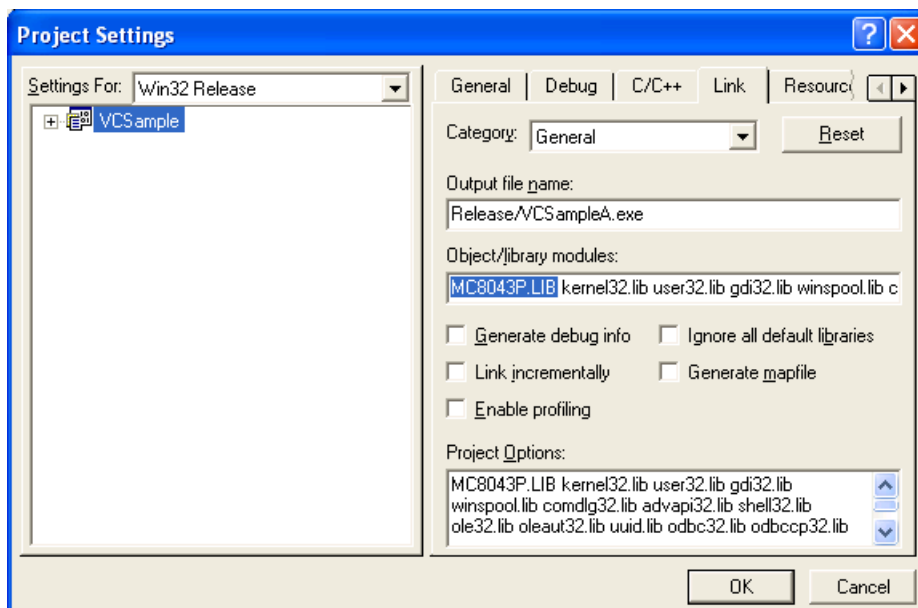 Project Settings
Settings For: Win32 Release
VCSample
General Debug C/C++ Link Resourc
Category: General Reset
Output file name:
Release/VCSampleA.exe
Object/library modules:
MC8043P.LIB kernel32.lib user32.lib gdi32.lib winspool.lib c
Generate debug info Ignore all default libraries
Link incrementally Generate mapfile
Enable profiling
Project Options:
MC8043P.LIB kernel32.lib user32.lib gdi32.lib
winspool.lib comdlg32.lib advapi32.lib shell32.lib
ole32.lib oleaut32.lib uuid.lib odbc32.lib odbccp32.lib
OK Cancel